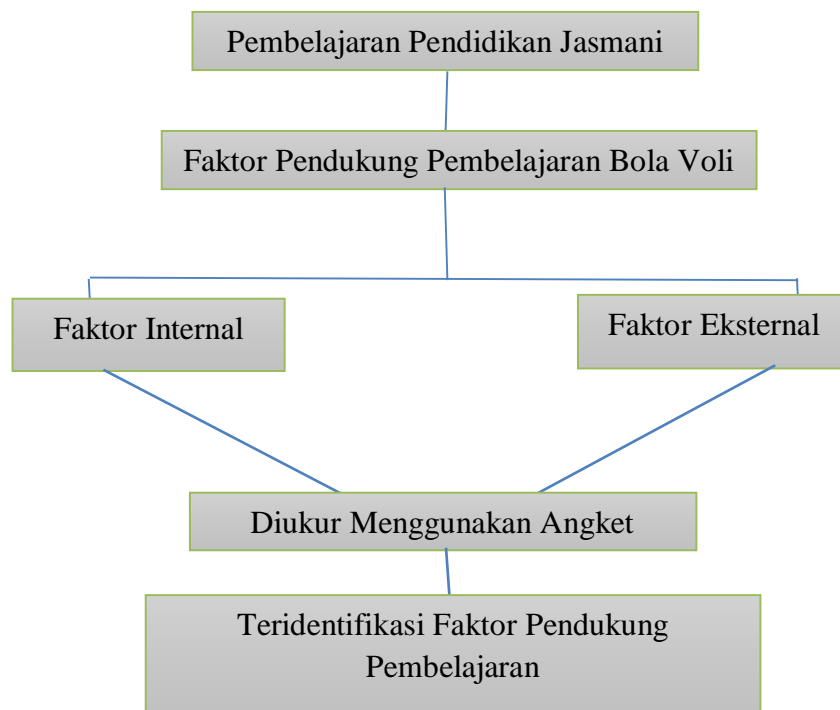 Pembelajaran Pendidikan Jasmani
Faktor Pendukung Pembelajaran Bola Voli
Faktor Internal
Faktor Eksternal
Diukur Menggunakan Angket
Teridentifikasi Faktor Pendukung
Pembelajaran